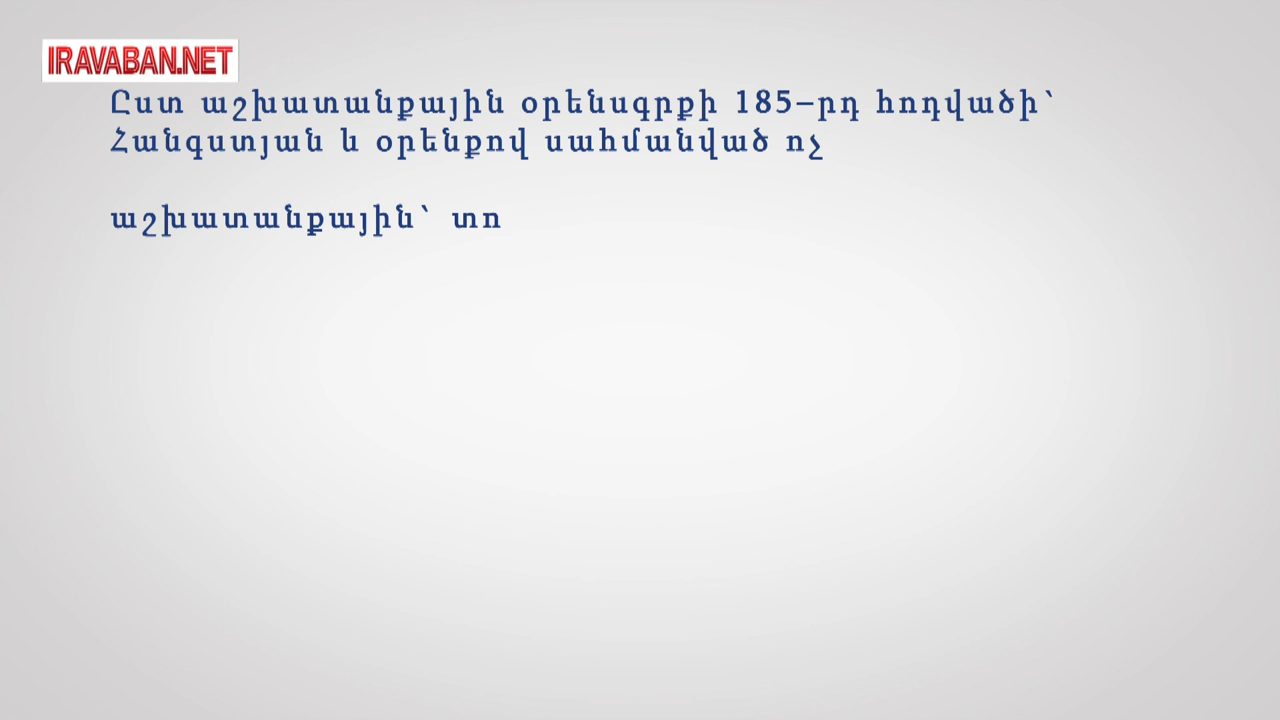 IRAVABAN.NET
Ըստ աշխատանքային օրենսգրքի 185–րդ հոդվածի՝
Հանգստյան և օրենքով սահմանված ոչ
աշխատանքային՝ տո